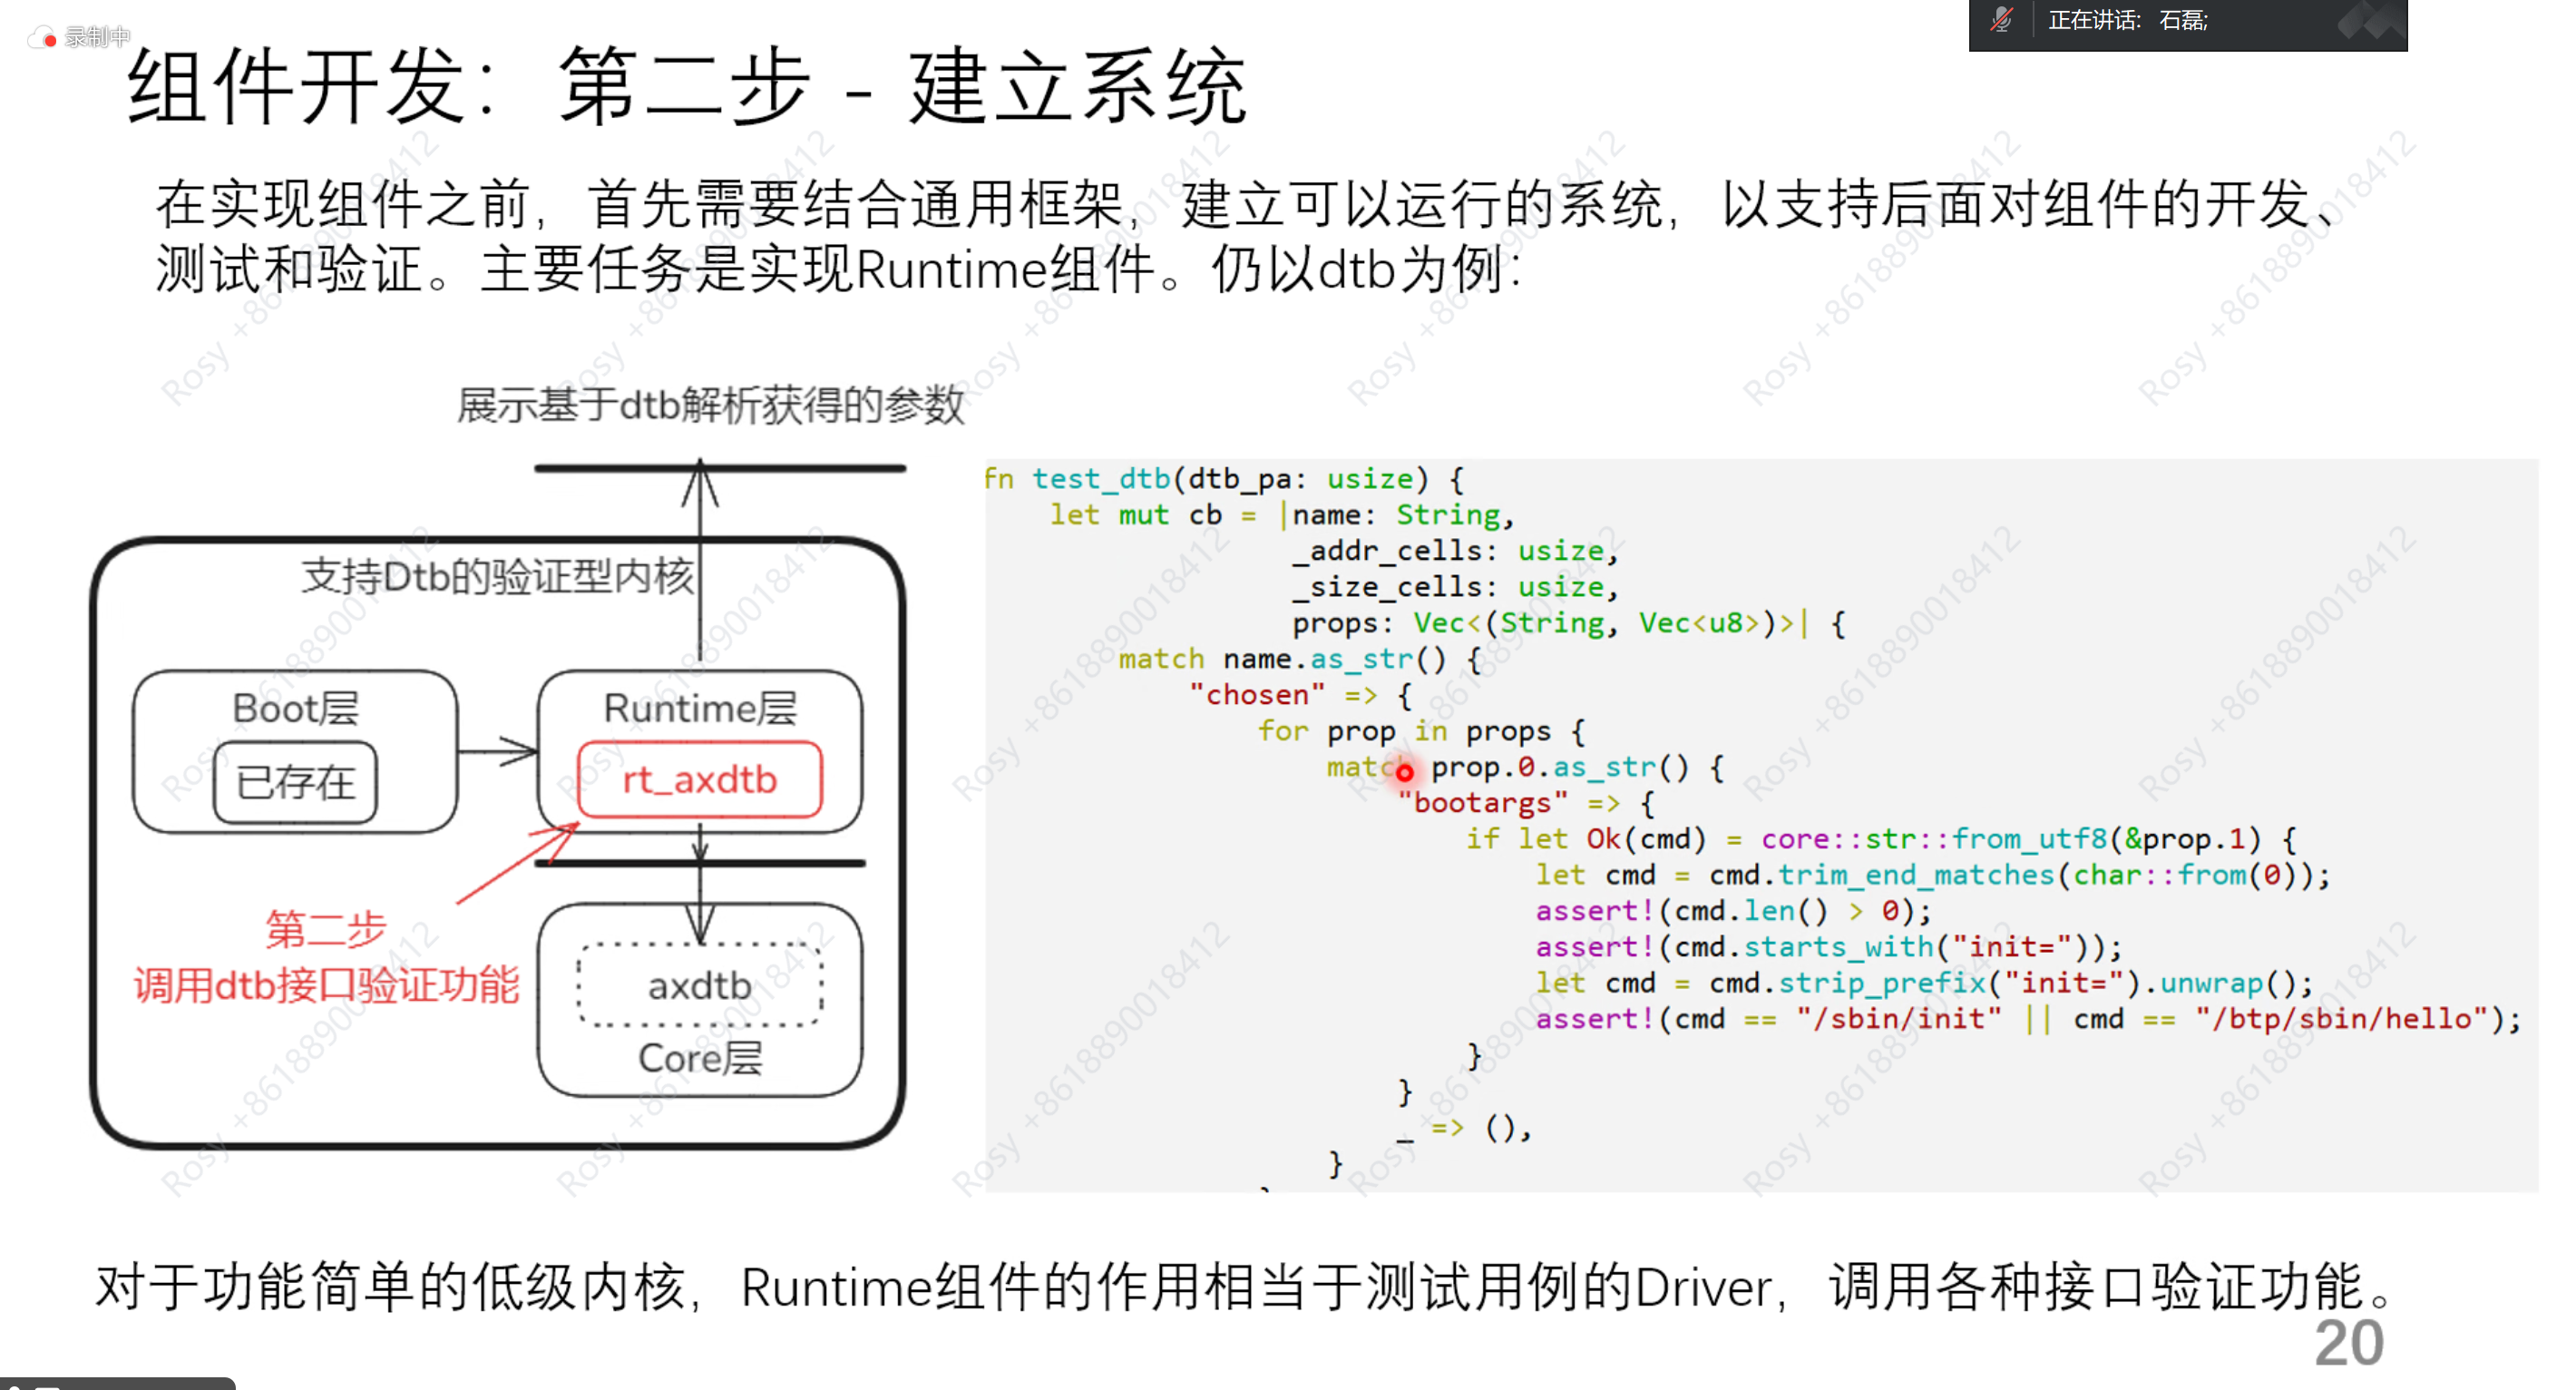 录制中
正在讲话: 石磊;
组件开发：第二步 - 建立系统
在实现组件之前，首先需要结合通用框架，建立可以运行的系统，以支持后面对组件的开发、
测试和验证。主要任务是实现Runtime组件。仍以dtb为例：
展示基于dtb解析获得的参数
支持Dtb的验证型内核
Boot层
已存在
Runtime层
rt_axdtb
第二步
调用dtb接口验证功能
axdtb
Core层
fn test_dtb(dtb_pa: usize) {
    let mut cb = |name: String,
                  _addr_cells: usize,
                  _size_cells: usize,
                  props: Vec<(String, Vec<u8>)>| {
        match name.as_str() {
            "chosen" => {
                for prop in props {
                    match prop.0.as_str() {
                        "bootargs" => {
                            if let Ok(cmd) = core::str::from_utf8(&prop.1) {
                                let cmd = cmd.trim_end_matches(char::from(0));
                                assert!(cmd.len() > 0);
                                assert!(cmd.starts_with("init="));
                                let cmd = cmd.strip_prefix("init=").unwrap();
                                assert!(cmd == "/sbin/init" || cmd == "/btp/sbin/hello");
                            }
                        }
                        _ => (),
                    }
对于功能简单的低级内核，Runtime组件的作用相当于测试用例的Driver，调用各种接口验证功能。
20
Rosy +8618890018412